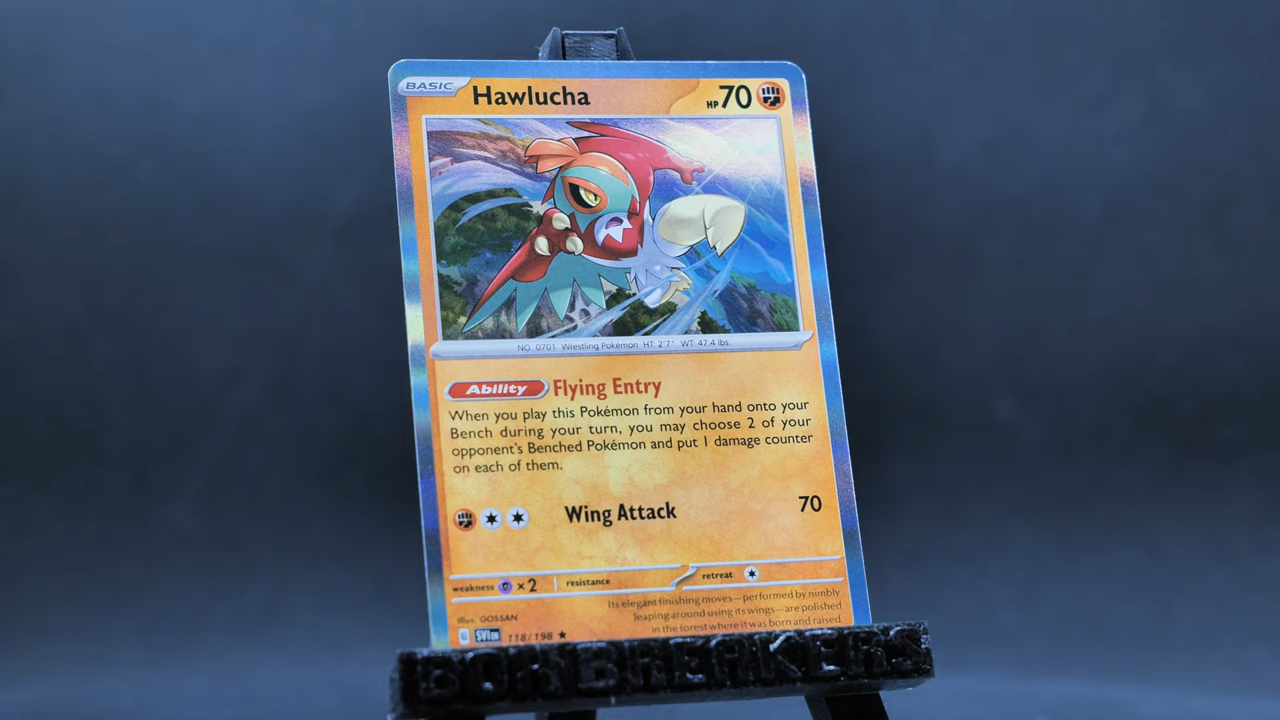 BASIC Hawlucha HP 70
NO. 0701 Wrestling Pokémon HT: 2'7" WT: 47.4 lbs.
Ability Flying Entry
When you play this Pokémon from your hand onto your
Bench during your turn, you may choose 2 of your
opponent's Benched Pokémon and put 1 damage counter
on each of them.
Wing Attack 70
weakness ×2 resistance retreat
Its elegant finishing moves—performed by nimbly
leaping around using its wings—are polished
in the forest where it was born and raised.
Illus. GOSSAN
G SVI EN 118/198 ★
BOXBREAKERS